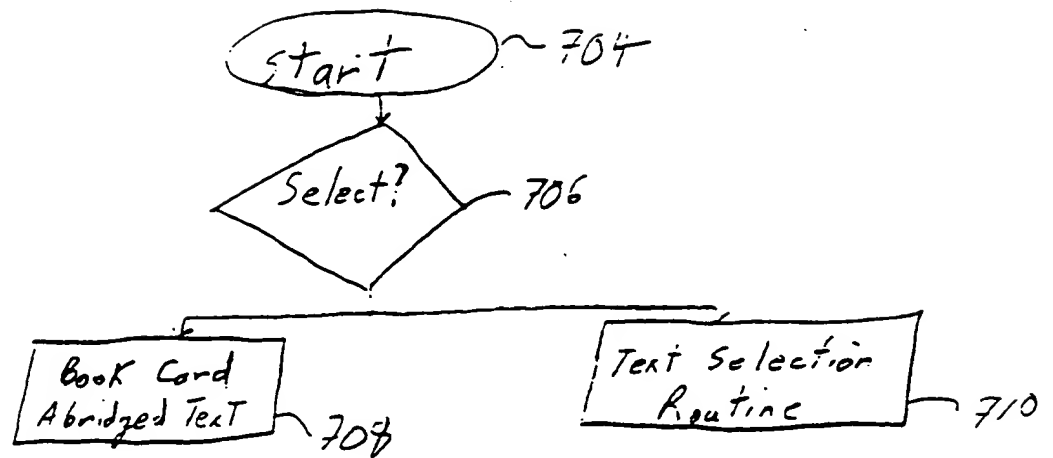 Start 704
Select? 706
Book Card
Abridged Text 708
Text Selection
Routine 710